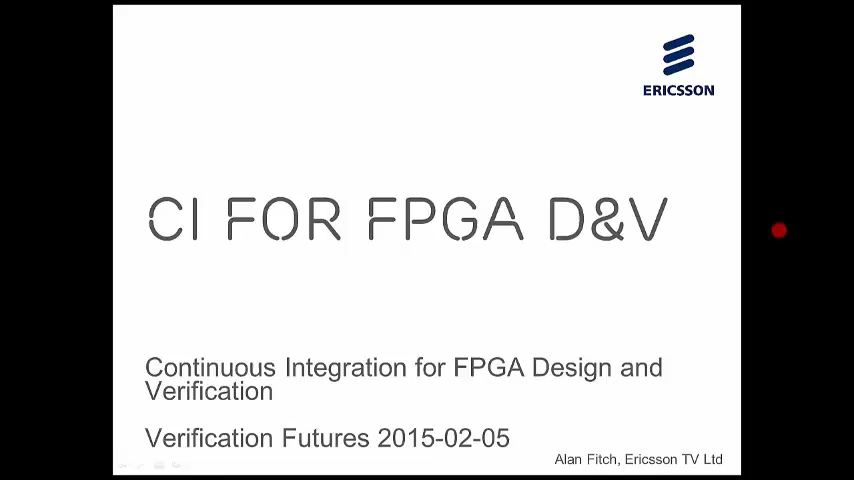 ERICSSON
CI FOR FPGA D&V
Continuous Integration for FPGA Design and
Verification
Verification Futures 2015-02-05
Alan Fitch, Ericsson TV Ltd